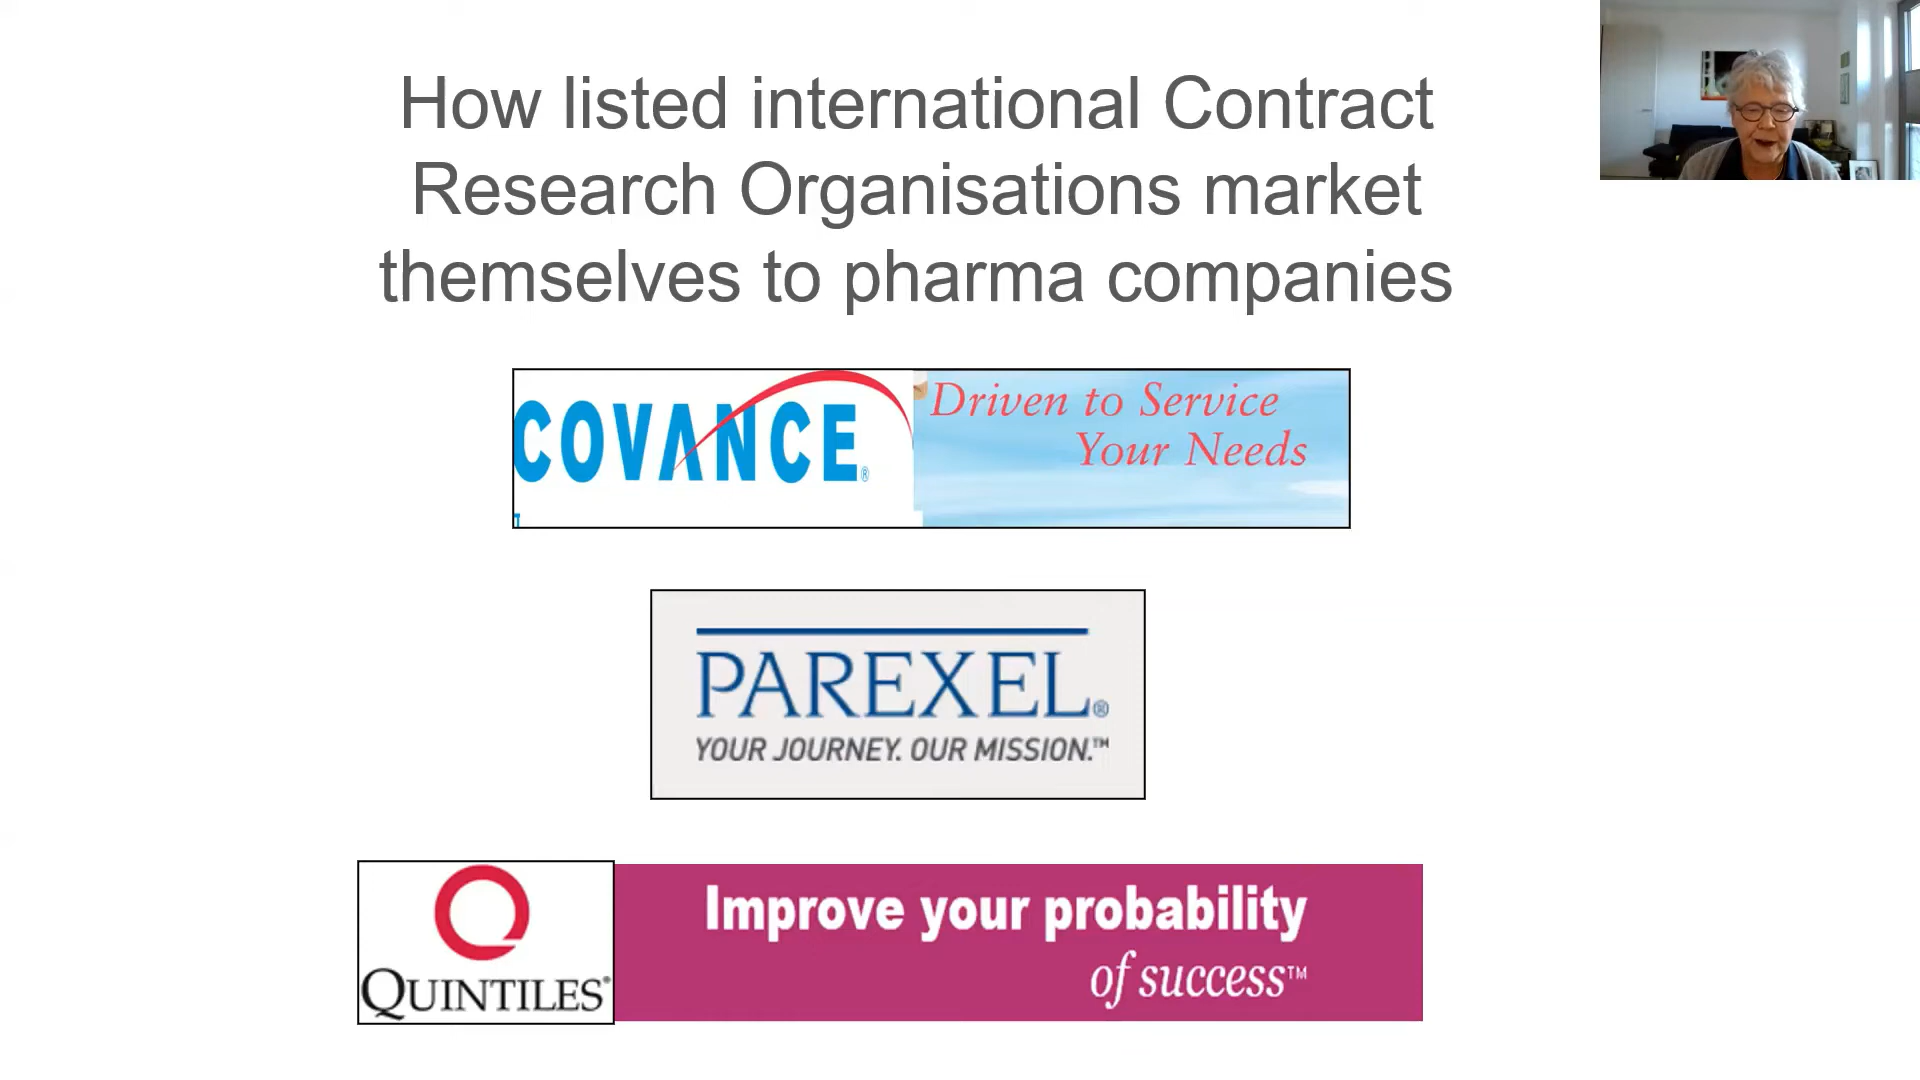 How listed international Contract
Research Organisations market
themselves to pharma companies
COVANCE®
Driven to Service
Your Needs
PAREXEL®
YOUR JOURNEY. OUR MISSION.™
QUINTILES®
Improve your probability
of success™